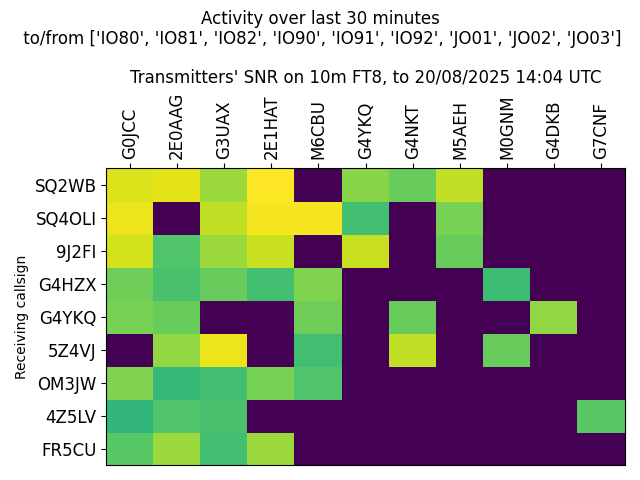 Activity over last 30 minutes
to/from ['IO80', 'IO81', 'IO82', 'IO90', 'IO91', 'IO92', 'JO01', 'JO02', 'JO03']
Transmitters' SNR on 10m FT8, to 20/08/2025 14:04 UTC
G0JCC
2E0AAG
G3UAX
2E1HAT
M6CBU
G4YKQ
G4NKT
M5AEH
M0GNM
G4DKB
G7CNF
Receiving callsign
SQ2WB
SQ4OLI
9J2FI
G4HZX
G4YKQ
5Z4VJ
OM3JW
4Z5LV
FR5CU